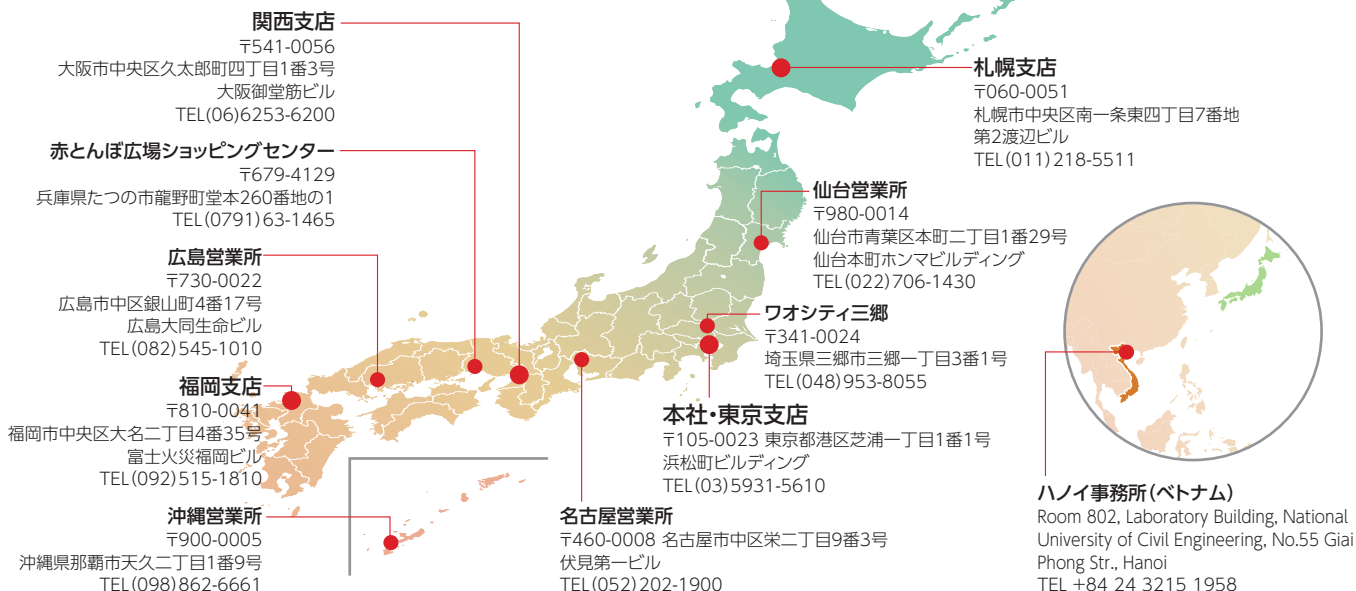 関西支店
〒541-0056
大阪市中央区久太郎町四丁目1番3号
大阪御堂筋ビル
TEL(06)6253-6200
赤とんぼ広場ショッピングセンター
〒679-4129
兵庫県たつの市龍野町堂本260番地の1
TEL(0791)63-1465
広島営業所
〒730-0022
広島市中区銀山町4番17号
広島大同生命ビル
TEL(082)545-1010
福岡支店
〒810-0041
福岡市中央区大名二丁目4番35号
富士火災福岡ビル
TEL(092)515-1810
沖縄営業所
〒900-0005
沖縄県那覇市天久二丁目1番9号
TEL(098)862-6661
札幌支店
〒060-0051
札幌市中央区南一条東四丁目7番地
第2渡辺ビル
TEL(011)218-5511
仙台営業所
〒980-0014
仙台市青葉区本町二丁目1番29号
仙台本町ホンマビルディング
TEL(022)706-1430
ワオシティ三郷
〒341-0024
埼玉県三郷市三郷一丁目3番1号
TEL(048)953-8055
本社・東京支店
〒105-0023 東京都港区芝浦一丁目1番1号
浜松町ビルディング
TEL(03)5931-5610
名古屋営業所
〒460-0008 名古屋市中区栄二丁目9番3号
伏見第一ビル
TEL(052)202-1900
ハノイ事務所(ベトナム)
Room 802, Laboratory Building, National
University of Civil Engineering, No.55 Giai
Phong Str., Hanoi
TEL +84 24 3215 1958